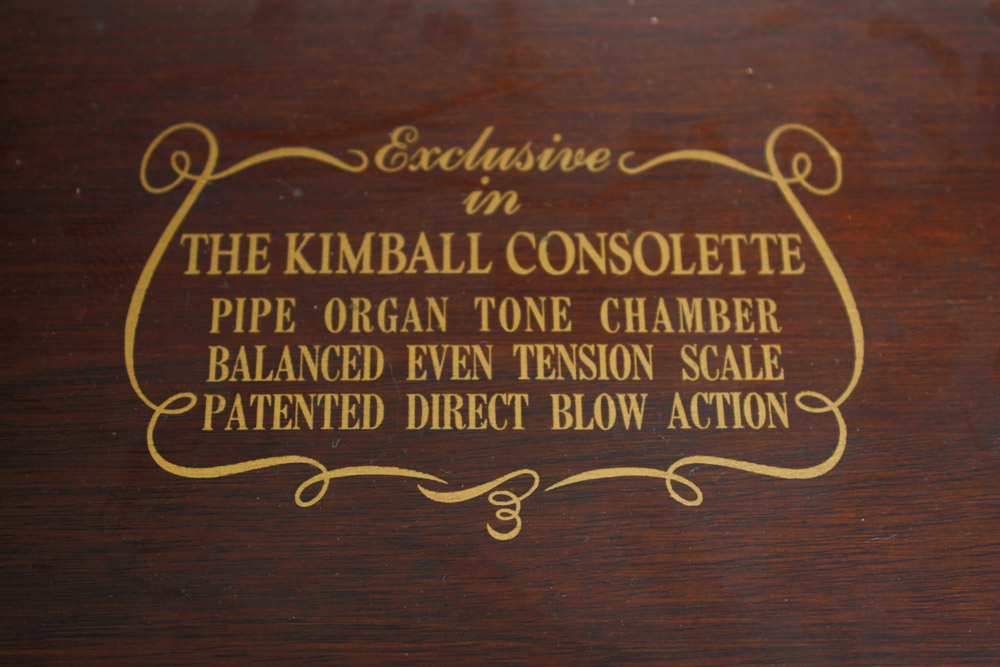 Exclusive
in
THE KIMBALL CONSOLETTE
PIPE ORGAN TONE CHAMBER
BALANCED EVEN TENSION SCALE
PATENTED DIRECT BLOW ACTION